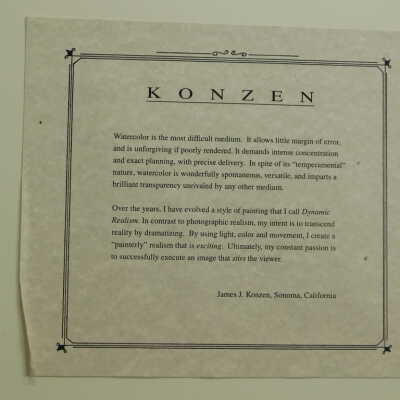 KONZEN
Watercolor is the most difficult medium. It allows little margin of error,
and is unforgiving if poorly rendered. It demands intense concentration
and exact planning, with precise delivery. In spite of its "temperamental"
nature, watercolor is wonderfully spontaneous, versatile, and imparts a
brilliant transparency unrivaled by any other medium.
Over the years, I have evolved a style of painting that I call Dynamic
Realism. In contrast to photographic realism, my intent is to transcend
reality by dramatizing. By using light, color and movement, I create a
"painterly" realism that is exciting. Ultimately, my constant passion is
to successfully execute an image that stirs the viewer.
James J. Konzen, Sonoma, California